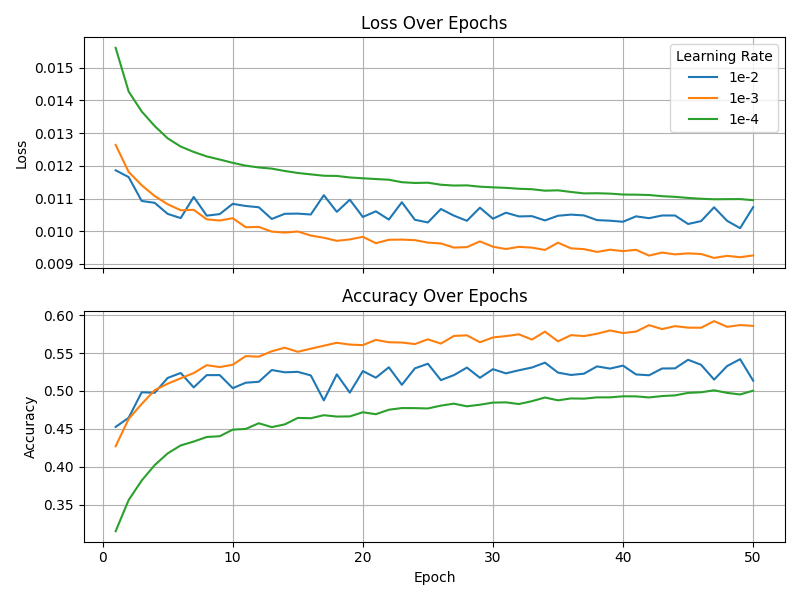 Loss Over Epochs
Loss
0.015
0.014
0.013
0.012
0.011
0.010
0.009
Learning Rate
1e-2
1e-3
1e-4
Accuracy Over Epochs
Accuracy
0.60
0.55
0.50
0.45
0.40
0.35
0 10 20 30 40 50
Epoch